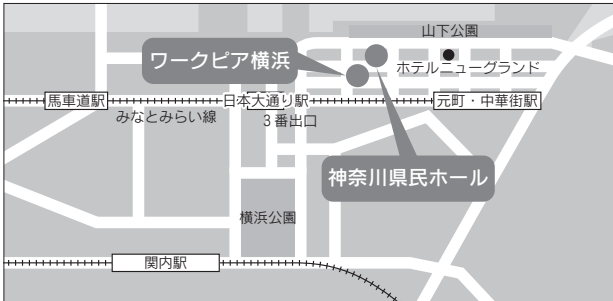 山下公園
ワークピア横浜
ホテルニューグランド
馬車道駅
日本大通り駅
元町・中華街駅
みなとみらい線
3番出口
神奈川県民ホール
横浜公園
関内駅